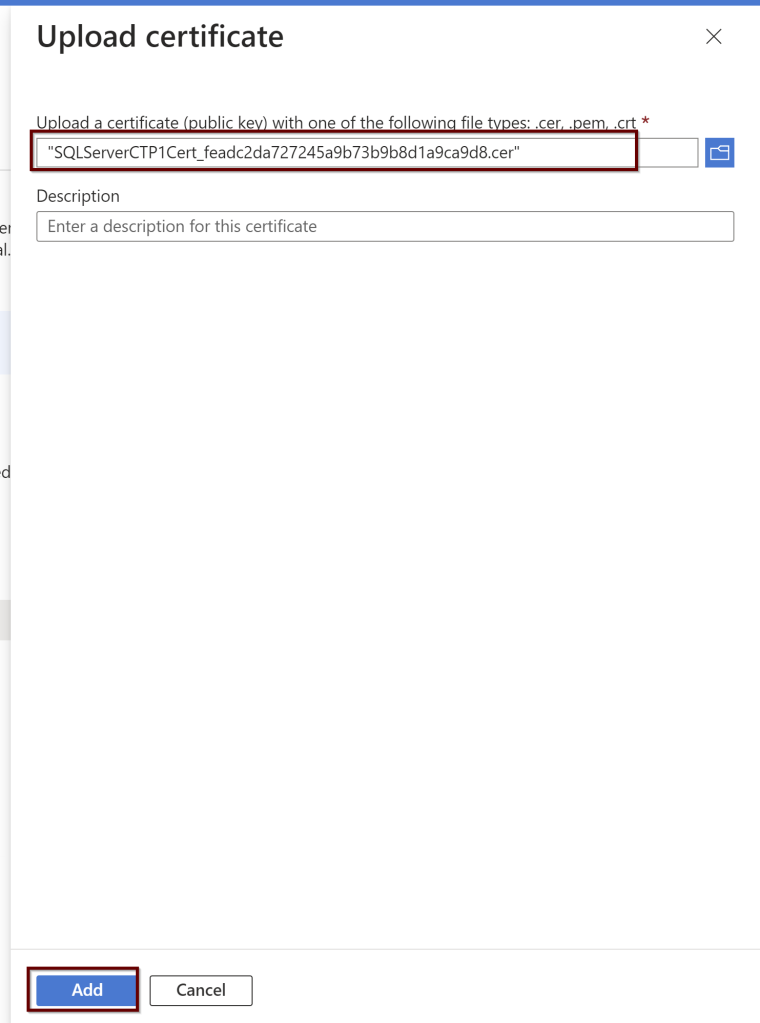 Upload certificate
Upload a certificate (public key) with one of the following file types: .cer, .pem, .crt *
"SQLServerCTP1Cert_feadc2da727245a9b73b9b8d1a9ca9d8.cer"
Description
Enter a description for this certificate
Add
Cancel